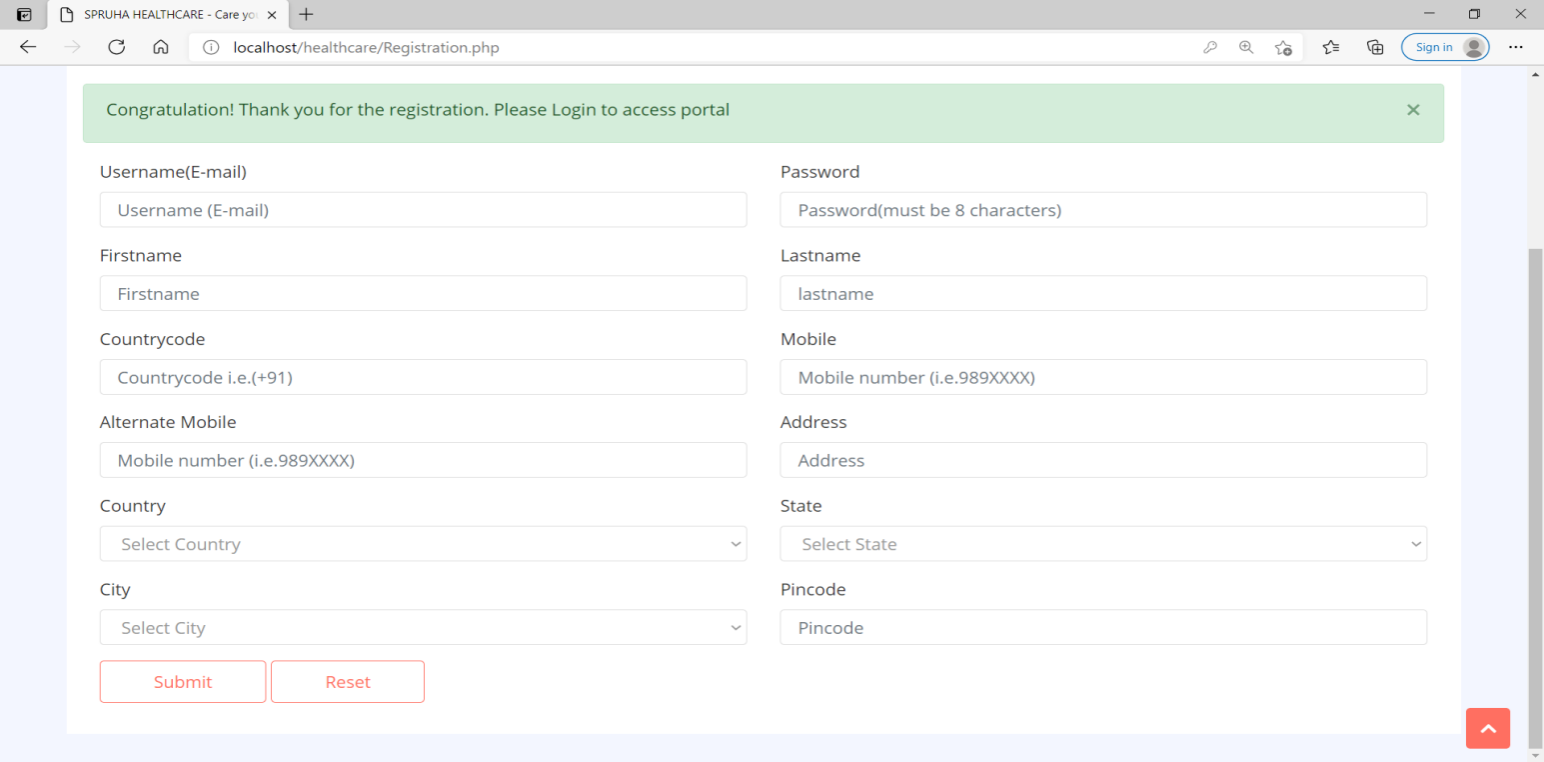 SPRUHA HEALTHCARE - Care yo
localhost/healthcare/Registration.php
Sign in
Congratulation! Thank you for the registration. Please Login to access portal
Username(E-mail) Password
Username (E-mail) Password(must be 8 characters)
Firstname Lastname
Firstname lastname
Countrycode Mobile
Countrycode i.e.(+91) Mobile number (i.e.989XXXX)
Alternate Mobile Address
Mobile number (i.e.989XXXX) Address
Country State
Select Country Select State
City Pincode
Select City Pincode
Submit Reset